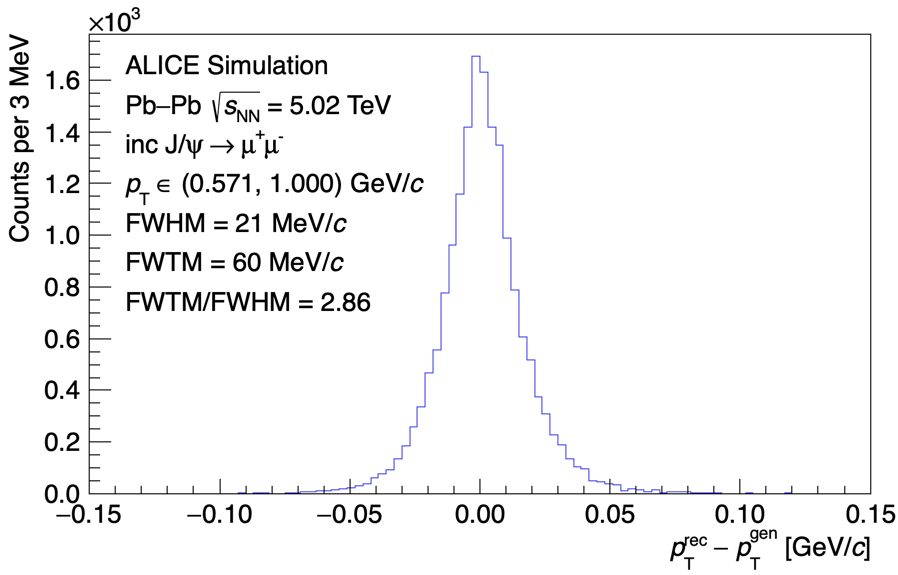 ×10³
Counts per 3 MeV
ALICE Simulation
Pb–Pb √s_NN = 5.02 TeV
inc J/ψ → μ⁺μ⁻
p_T ∈ (0.571, 1.000) GeV/c
FWHM = 21 MeV/c
FWTM = 60 MeV/c
FWTM/FWHM = 2.86
1.6
1.4
1.2
1.0
0.8
0.6
0.4
0.2
0.0
−0.15 −0.10 −0.05 0.00 0.05 0.10 0.15
p_T^rec − p_T^gen [GeV/c]